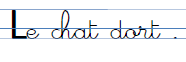 Le chat dort .